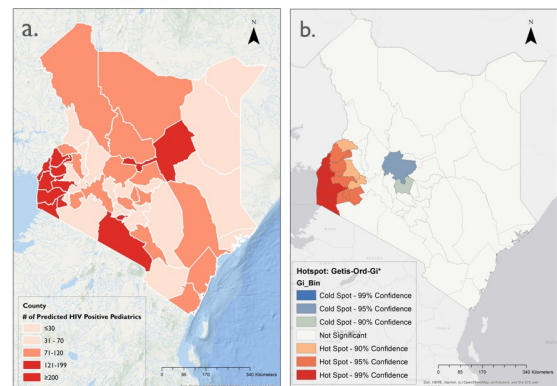 a.
N
County
# of Predicted HIV Positive Pediatrics
≤30
31 - 70
71-120
121-199
≥200
0 85 170 340 Kilometers
b.
N
Hotspot: Getis-Ord-Gi*
Gi_Bin
Cold Spot - 99% Confidence
Cold Spot - 95% Confidence
Cold Spot - 90% Confidence
Not Significant
Hot Spot - 90% Confidence
Hot Spot - 95% Confidence
Hot Spot - 99% Confidence
0 85 170 340 Kilometers